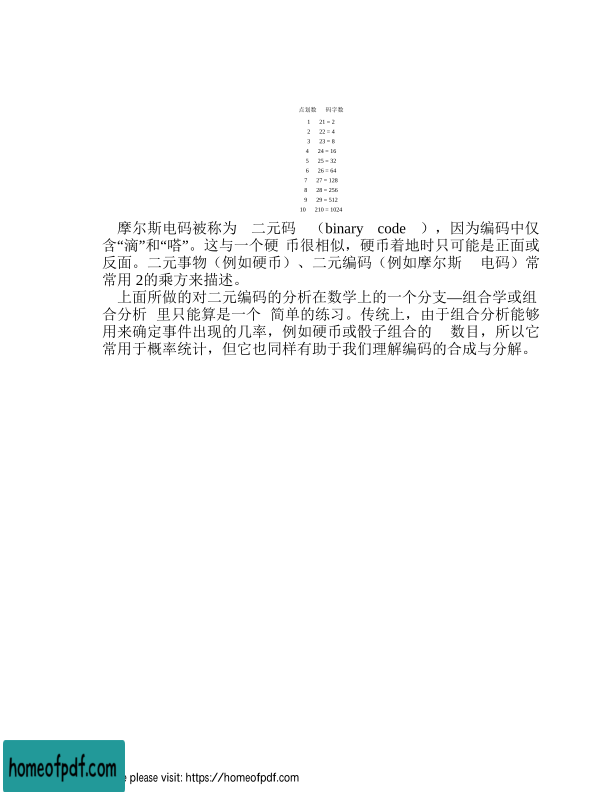 点划数 码字数
1 21 = 2
2 22 = 4
3 23 = 8
4 24 = 16
5 25 = 32
6 26 = 64
7 27 = 128
8 28 = 256
9 29 = 512
10 210 = 1024
摩尔斯电码被称为 二元码 （binary code ），因为编码中仅
含“滴”和“嗒”。这与一个硬 币很相似，硬币着地时只可能是正面或
反面。二元事物（例如硬币）、二元编码（例如摩尔斯 电码）常
常用 2的乘方来描述。
上面所做的对二元编码的分析在数学上的一个分支—组合学或组
合分析 里只能算是一个 简单的练习。传统上，由于组合分析能够
用来确定事件出现的几率，例如硬币或骰子组合的 数目，所以它
常用于概率统计，但它也同样有助于我们理解编码的合成与分解。
homeofpdf.com
please visit: https://homeofpdf.com